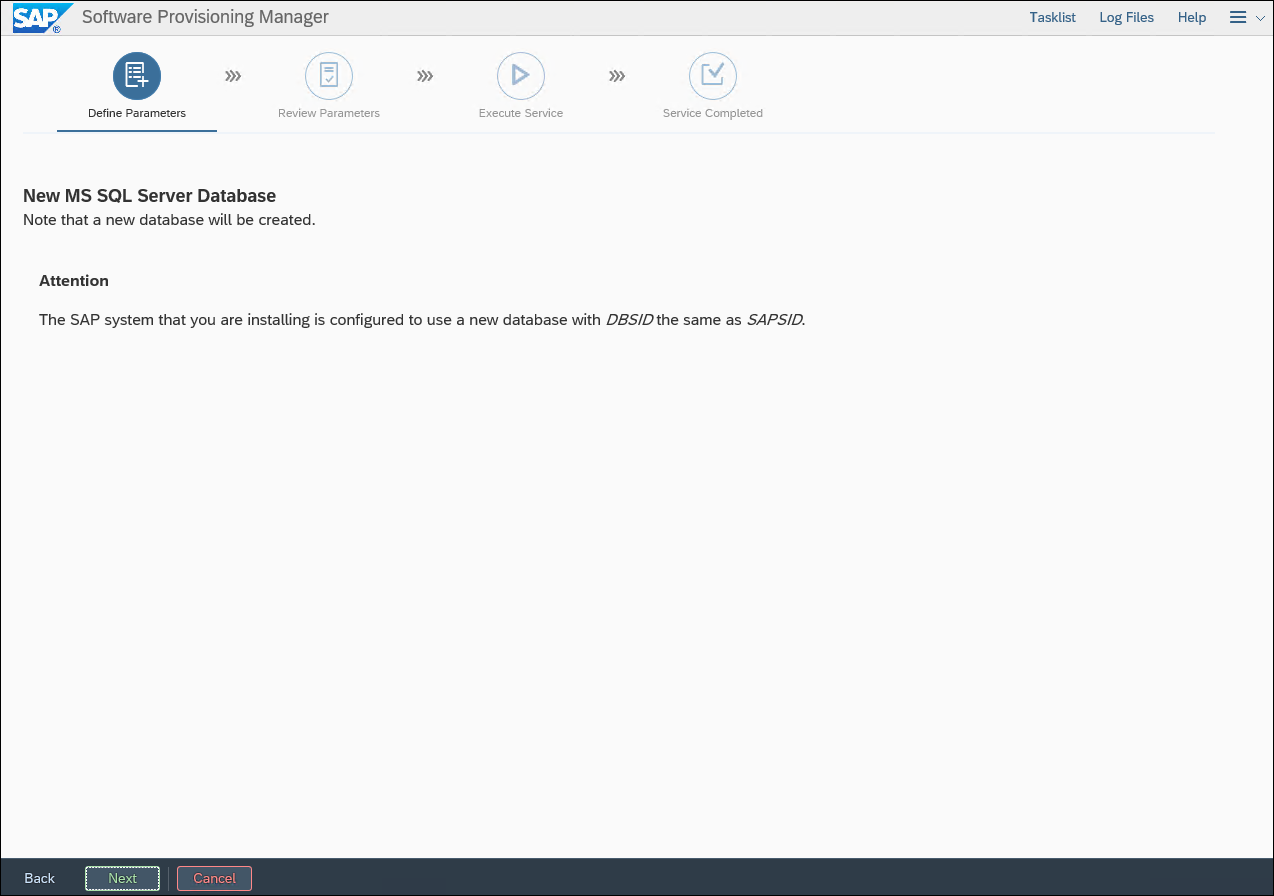 SAP ® Software Provisioning Manager Tasklist Log Files Help
Define Parameters Review Parameters Execute Service Service Completed
New MS SQL Server Database
Note that a new database will be created.
Attention
The SAP system that you are installing is configured to use a new database with DBSID the same as SAPSID.
Back Next Cancel